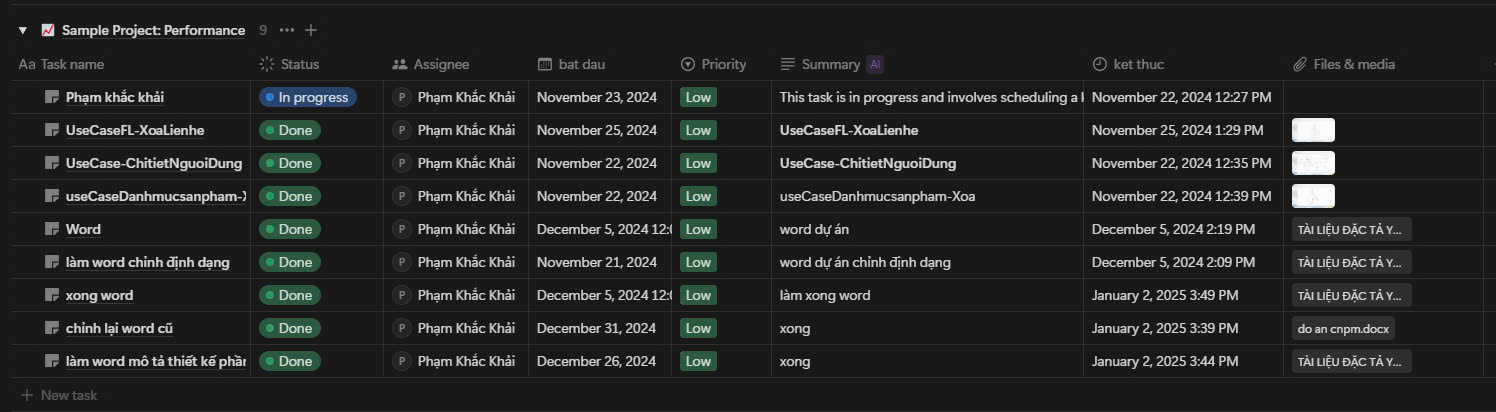 Sample Project: Performance 9
Aa Task name Status Assignee bat dau Priority Summary AI ket thuc Files & media
Phạm khắc khải In progress P Phạm Khắc Khải November 23, 2024 Low This task is in progress and involves scheduling a November 22, 2024 12:27 PM
UseCaseFL-XoaLienhe Done P Phạm Khắc Khải November 25, 2024 Low UseCaseFL-XoaLienhe November 25, 2024 1:29 PM
UseCase-ChitietNguoiDung Done P Phạm Khắc Khải November 22, 2024 Low UseCase-ChitietNguoiDung November 22, 2024 12:35 PM
useCaseDanhmucsanpham-X Done P Phạm Khắc Khải November 22, 2024 Low useCaseDanhmucsanpham-Xoa November 22, 2024 12:39 PM
Word Done P Phạm Khắc Khải December 5, 2024 12:0 Low word dự án December 5, 2024 2:19 PM TÀI LIỆU ĐẶC TẢ Y...
làm word chỉnh định dạng Done P Phạm Khắc Khải November 21, 2024 Low word dự án chỉnh định dạng December 5, 2024 2:09 PM TÀI LIỆU ĐẶC TẢ Y...
xong word Done P Phạm Khắc Khải December 5, 2024 12:0 Low làm xong word January 2, 2025 3:49 PM TÀI LIỆU ĐẶC TẢ Y...
chỉnh lại word cũ Done P Phạm Khắc Khải December 31, 2024 Low xong January 2, 2025 3:39 PM do an cnpm.docx
làm word mô tả thiết kế phần Done P Phạm Khắc Khải December 26, 2024 Low xong January 2, 2025 3:44 PM TÀI LIỆU ĐẶC TẢ Y...
New task